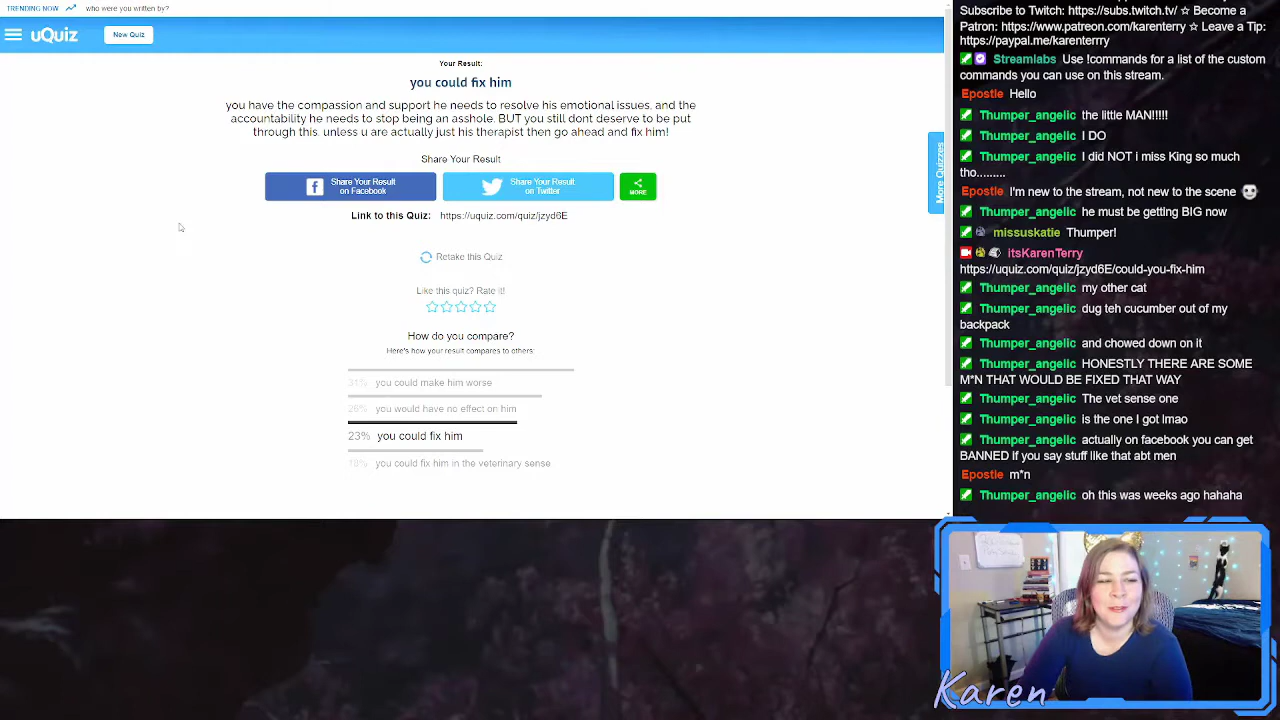 TRENDING NOW who were you written by?
uQuiz New Quiz
Your Result:
you could fix him
you have the compassion and support he needs to resolve his emotional issues, and the
accountability he needs to stop being an asshole. BUT you still dont deserve to be put
through this. unless u are actually just his therapist then go ahead and fix him!
Share Your Result
Share Your Result
on Facebook
Share Your Result
on Twitter
MORE
Link to this Quiz: https://uquiz.com/quiz/jzyd6E
Retake this Quiz
Like this quiz? Rate it!
How do you compare?
Here's how your result compares to others:
31% you could make him worse
26% you would have no effect on him
23% you could fix him
18% you could fix him in the veterinary sense
More Quizzes
Subscribe to Twitch: https://subs.twitch.tv/ ☆ Become a
Patron: https://www.patreon.com/karenterry ☆ Leave a Tip:
https://paypal.me/karenterrry
Streamlabs Use !commands for a list of the custom
commands you can use on this stream.
Epostle Hello
Thumper_angelic the little MAN!!!!!
Thumper_angelic I DO
Thumper_angelic I did NOT i miss King so much
tho.........
Epostle I'm new to the stream, not new to the scene
Thumper_angelic he must be getting BIG now
missuskatie Thumper!
itsKarenTerry
https://uquiz.com/quiz/jzyd6E/could-you-fix-him
Thumper_angelic my other cat
Thumper_angelic dug teh cucumber out of my
backpack
Thumper_angelic and chowed down on it
Thumper_angelic HONESTLY THERE ARE SOME
M*N THAT WOULD BE FIXED THAT WAY
Thumper_angelic The vet sense one
Thumper_angelic is the one I got lmao
Thumper_angelic actually on facebook you can get
BANNED If you say stuff like that abt men
Epostle m*n
Thumper_angelic oh this was weeks ago hahaha
Karen